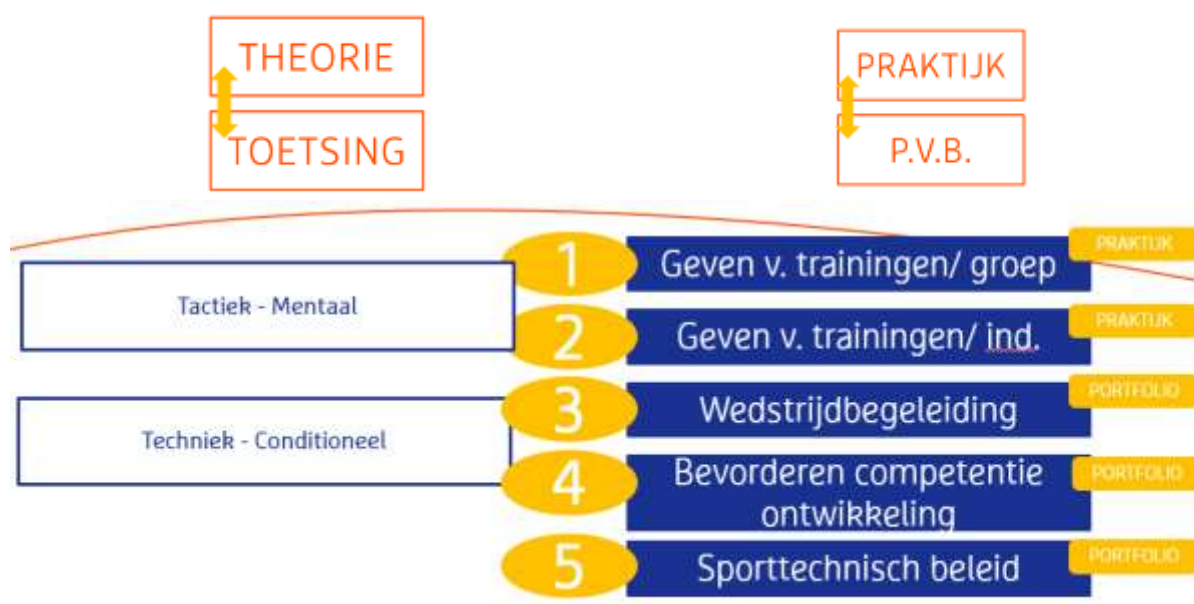 THEORIE
TOETSING
PRAKTIJK
P.V.B.
Tactiek - Mentaal
Techniek - Conditioneel
1
Geven v. trainingen/ groep
PRAKTIJK
2
Geven v. trainingen/ ind.
PRAKTIJK
3
Wedstrijdbegeleiding
PORTFOLIO
4
Bevorderen competentie
ontwikkeling
PORTFOLIO
5
Sporttechnisch beleid
PORTFOLIO